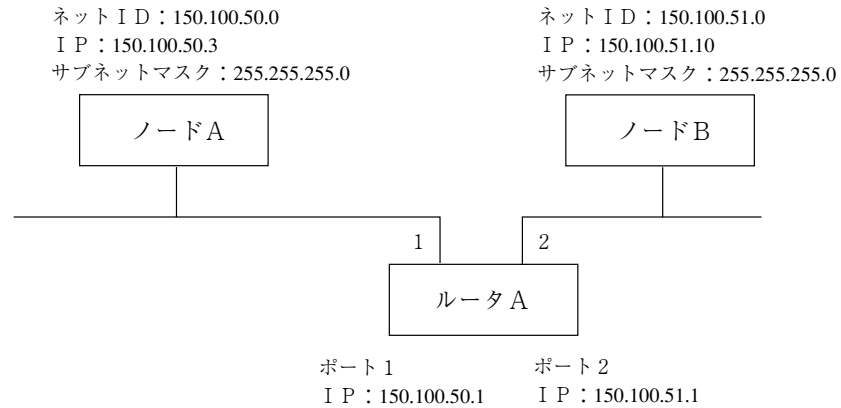 ネットＩＤ：150.100.50.0
ＩＰ：150.100.50.3
サブネットマスク：255.255.255.0
ネットＩＤ：150.100.51.0
ＩＰ：150.100.51.10
サブネットマスク：255.255.255.0
ノードＡ
ノードＢ
1
2
ルータＡ
ポート１
ＩＰ：150.100.50.1
ポート２
ＩＰ：150.100.51.1